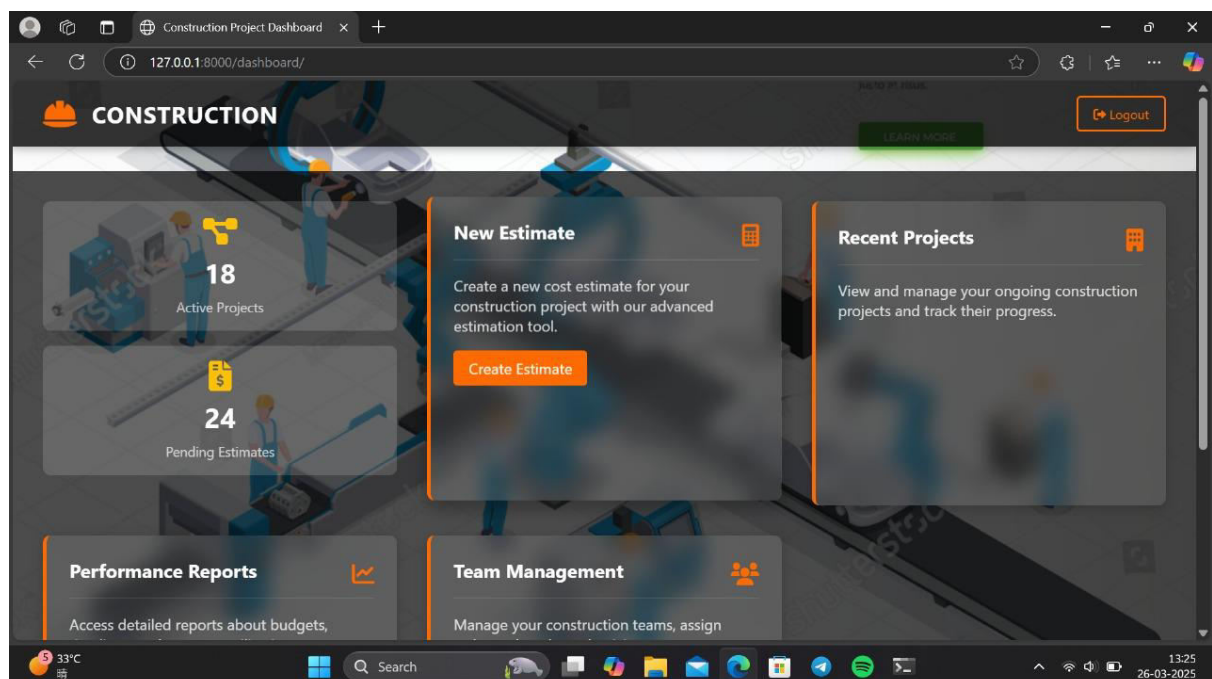 Construction Project Dashboard
127.0.0.1:8000/dashboard/
CONSTRUCTION
LEARN MORE
Logout
18
Active Projects
24
Pending Estimates
New Estimate
Create a new cost estimate for your
construction project with our advanced
estimation tool.
Create Estimate
Recent Projects
View and manage your ongoing construction
projects and track their progress.
Performance Reports
Access detailed reports about budgets,
Team Management
Manage your construction teams, assign
5
33°C
晴
Search
13:25
26-03-2025